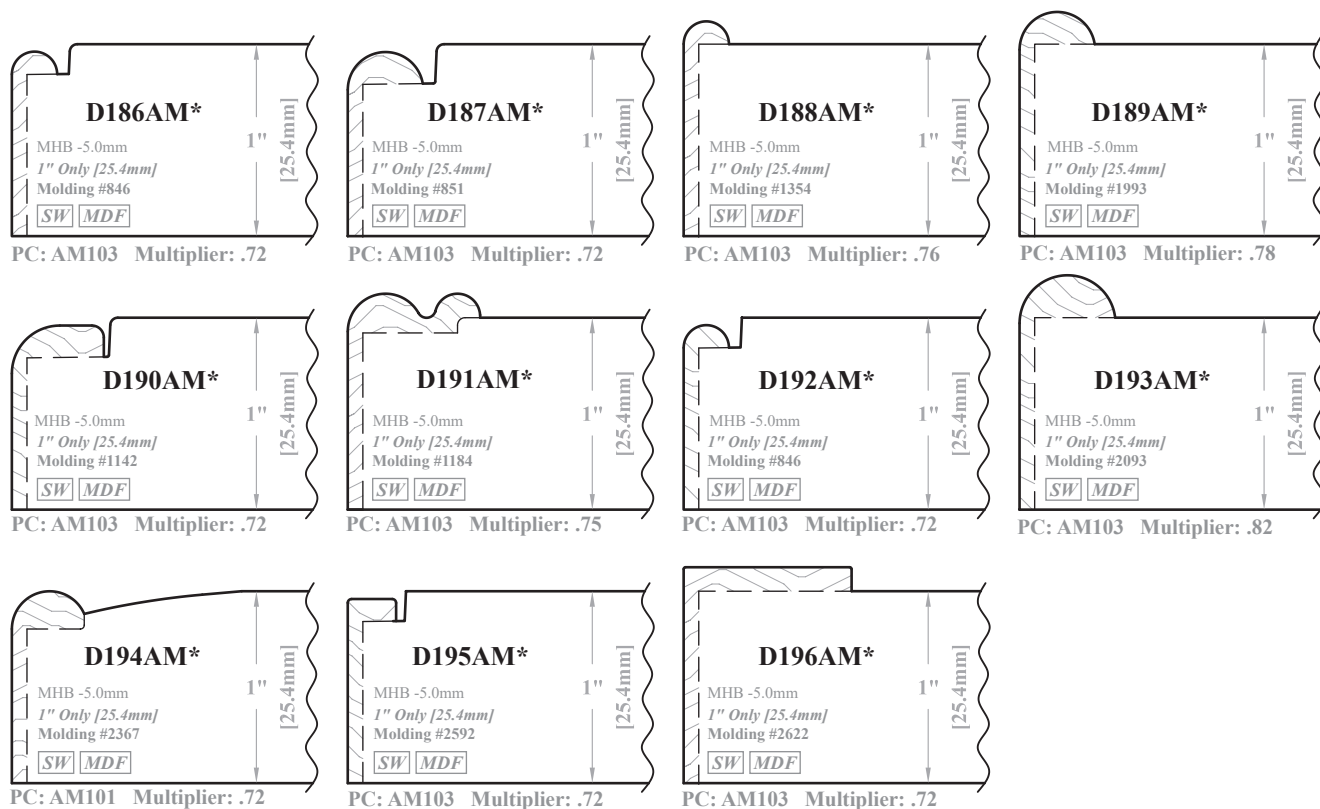 D186AM*
MHB -5.0mm
1" Only [25.4mm]
Molding #846
SW MDF
1"
[25.4mm]
PC: AM103 Multiplier: .72
D187AM*
MHB -5.0mm
1" Only [25.4mm]
Molding #851
SW MDF
1"
[25.4mm]
PC: AM103 Multiplier: .72
D188AM*
MHB -5.0mm
1" Only [25.4mm]
Molding #1354
SW MDF
1"
[25.4mm]
PC: AM103 Multiplier: .76
D189AM*
MHB -5.0mm
1" Only [25.4mm]
Molding #1993
SW MDF
1"
[25.4mm]
PC: AM103 Multiplier: .78
D190AM*
MHB -5.0mm
1" Only [25.4mm]
Molding #1142
SW MDF
1"
[25.4mm]
PC: AM103 Multiplier: .72
D191AM*
MHB -5.0mm
1" Only [25.4mm]
Molding #1184
SW MDF
1"
[25.4mm]
PC: AM103 Multiplier: .75
D192AM*
MHB -5.0mm
1" Only [25.4mm]
Molding #846
SW MDF
1"
[25.4mm]
PC: AM103 Multiplier: .72
D193AM*
MHB -5.0mm
1" Only [25.4mm]
Molding #2093
SW MDF
1"
[25.4mm]
PC: AM103 Multiplier: .82
D194AM*
MHB -5.0mm
1" Only [25.4mm]
Molding #2367
SW MDF
1"
[25.4mm]
PC: AM101 Multiplier: .72
D195AM*
MHB -5.0mm
1" Only [25.4mm]
Molding #2592
SW MDF
1"
[25.4mm]
PC: AM103 Multiplier: .72
D196AM*
MHB -5.0mm
1" Only [25.4mm]
Molding #2622
SW MDF
1"
[25.4mm]
PC: AM103 Multiplier: .72